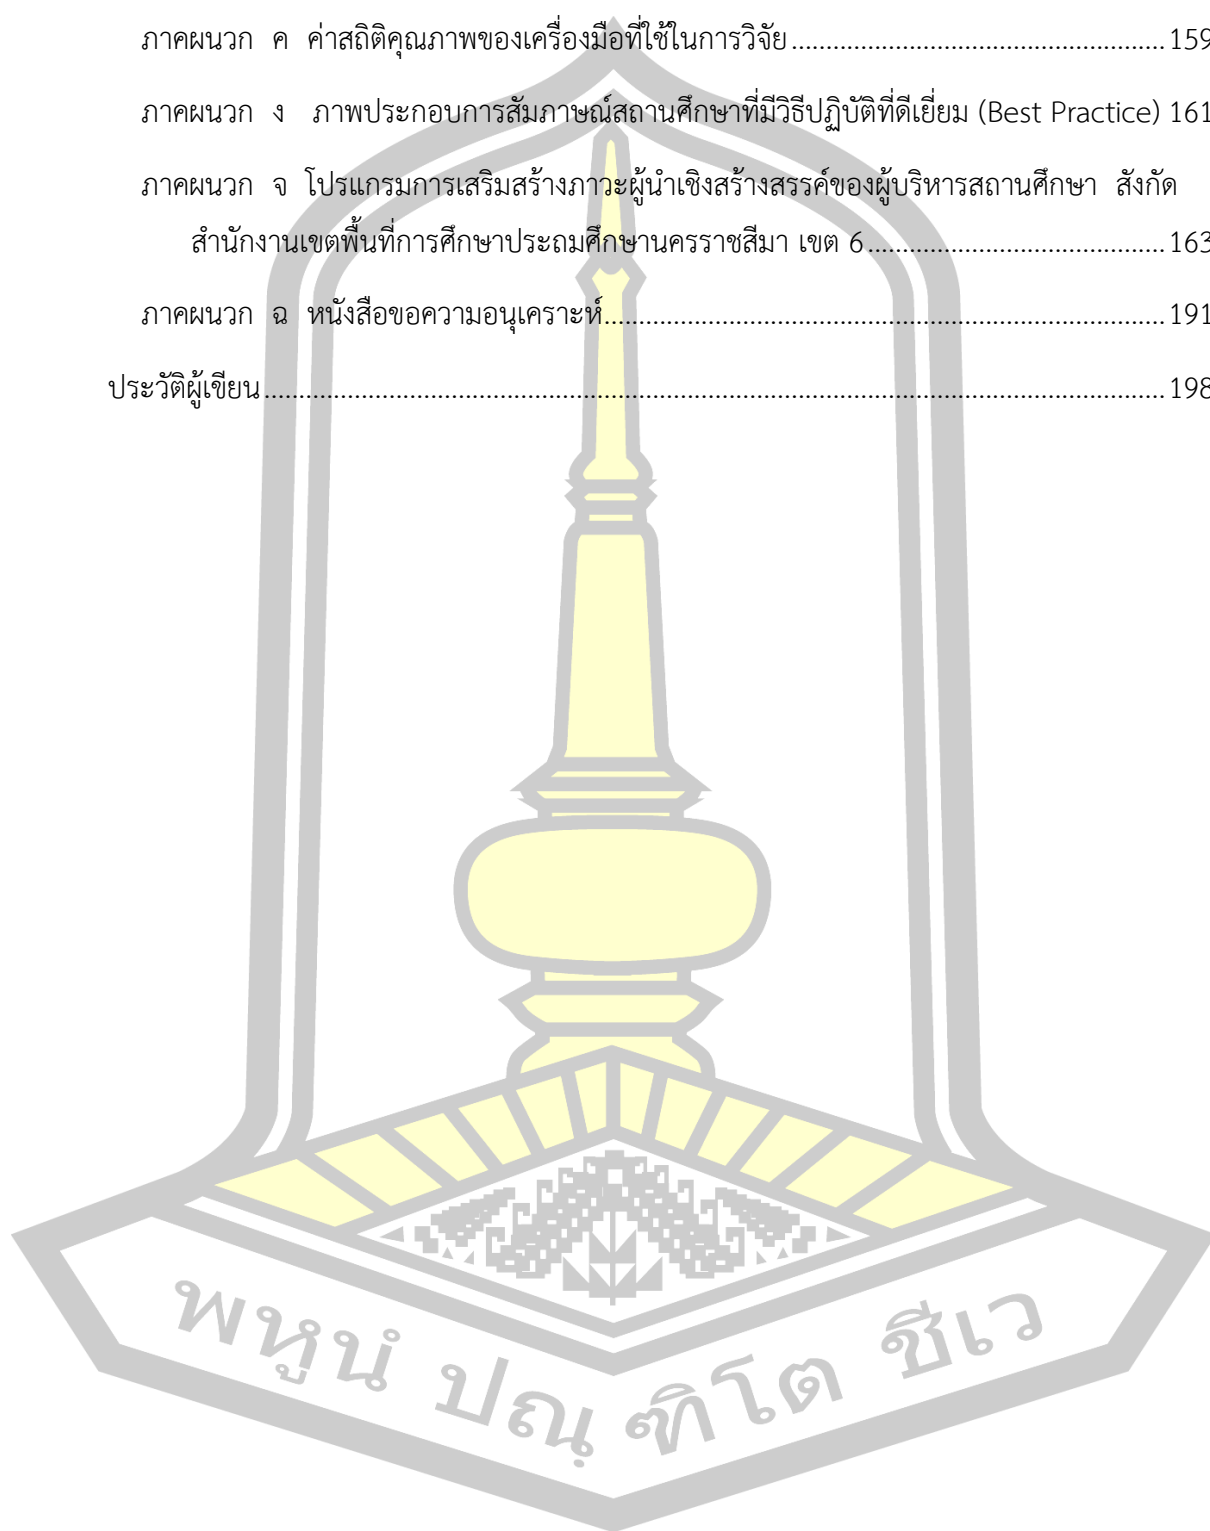 ภาคผนวก ค ค่าสถิติคุณภาพของเครื่องมือที่ใช้ในการวิจัย.......................................................159
ภาคผนวก ง ภาพประกอบการสัมภาษณ์สถานศึกษาที่มีวิธีปฏิบัติที่ดีเยี่ยม (Best Practice) 161
ภาคผนวก จ โปรแกรมการเสริมสร้างภาวะผู้นำเชิงสร้างสรรค์ของผู้บริหารสถานศึกษา สังกัด
สำนักงานเขตพื้นที่การศึกษาประถมศึกษานครราชสีมา เขต 6............................................163
ภาคผนวก ฉ หนังสือขอความอนุเคราะห์...................................................................................191
ประวัติผู้เขียน.....................................................................................................................................198
พหูนํ ปณฺฑิโต ชีเว